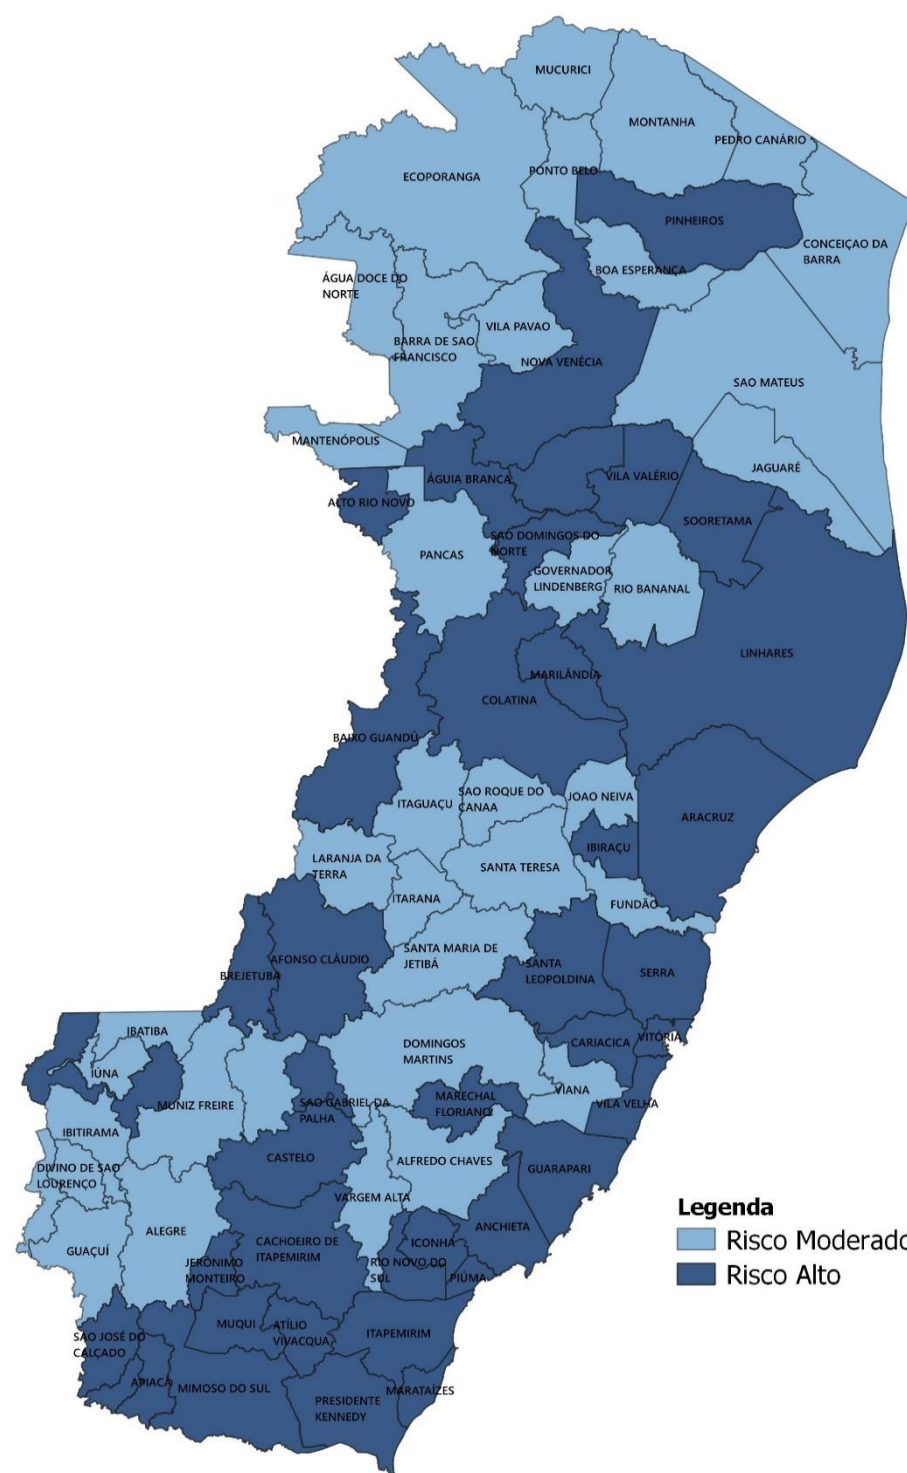 MUCURICI
MONTANHA
PEDRO CANÁRIO
ECOPORANGA
PONTO BELO
PINHEIROS
CONCEIÇAO DA
BARRA
BOA ESPERANÇA
ÁGUA DOCE DO
NORTE
VILA PAVAO
BARRA DE SAO
FRANCISCO
NOVA VENÉCIA
SAO MATEUS
MANTENÓPOLIS
JAGUARÉ
ÁGUIA BRANCA
VILA VALÉRIO
ALTO RIO NOVO
SOORETAMA
SAO DOMINGOS DO
NORTE
PANCAS
GOVERNADOR
LINDENBERG
RIO BANANAL
LINHARES
MARILÂNDIA
COLATINA
BAIXO GUANDÚ
SAO ROQUE DO
CANAA
JOAO NEIVA
ITAGUAÇU
ARACRUZ
IBIRAÇU
LARANJA DA
TERRA
SANTA TERESA
ITARANA
FUNDÃO
SANTA MARIA DE
JETIBÁ
AFONSO CLÁUDIO
BREJETUBA
SANTA
LEOPOLDINA
SERRA
IBATIBA
DOMINGOS
MARTINS
CARIACICA
VITÓRIA
IÚNA
VIANA
MUNIZ FREIRE
SAO GABRIEL DA
PALHA
MARECHAL
FLORIANO
VILA VELHA
IBITIRAMA
CASTELO
ALFREDO CHAVES
GUARAPARI
DIVINO DE SAO
LOURENÇO
VARGEM ALTA
Legenda
ALEGRE
ANCHIETA
GUAÇUÍ
CACHOEIRO DE
ITAPEMIRIM
ICONHA
Risco Moderado
JERÔNIMO
MONTEIRO
RIO NOVO DO
SUL
PIÚMA
Risco Alto
MUQUI
ATÍLIO
VIVACQUA
ITAPEMIRIM
SAO JOSÉ DO
CALÇADO
APIACÁ
MIMOSO DO SUL
MARATAÍZES
PRESIDENTE
KENNEDY